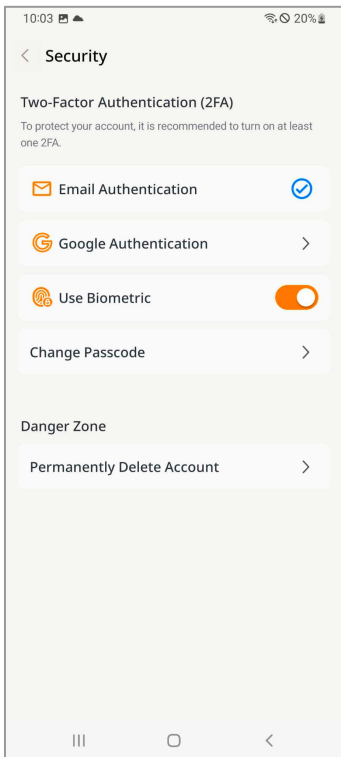 10:03 20%
Security
Two-Factor Authentication (2FA)
To protect your account, it is recommended to turn on at least
one 2FA.
Email Authentication
Google Authentication
Use Biometric
Change Passcode
Danger Zone
Permanently Delete Account